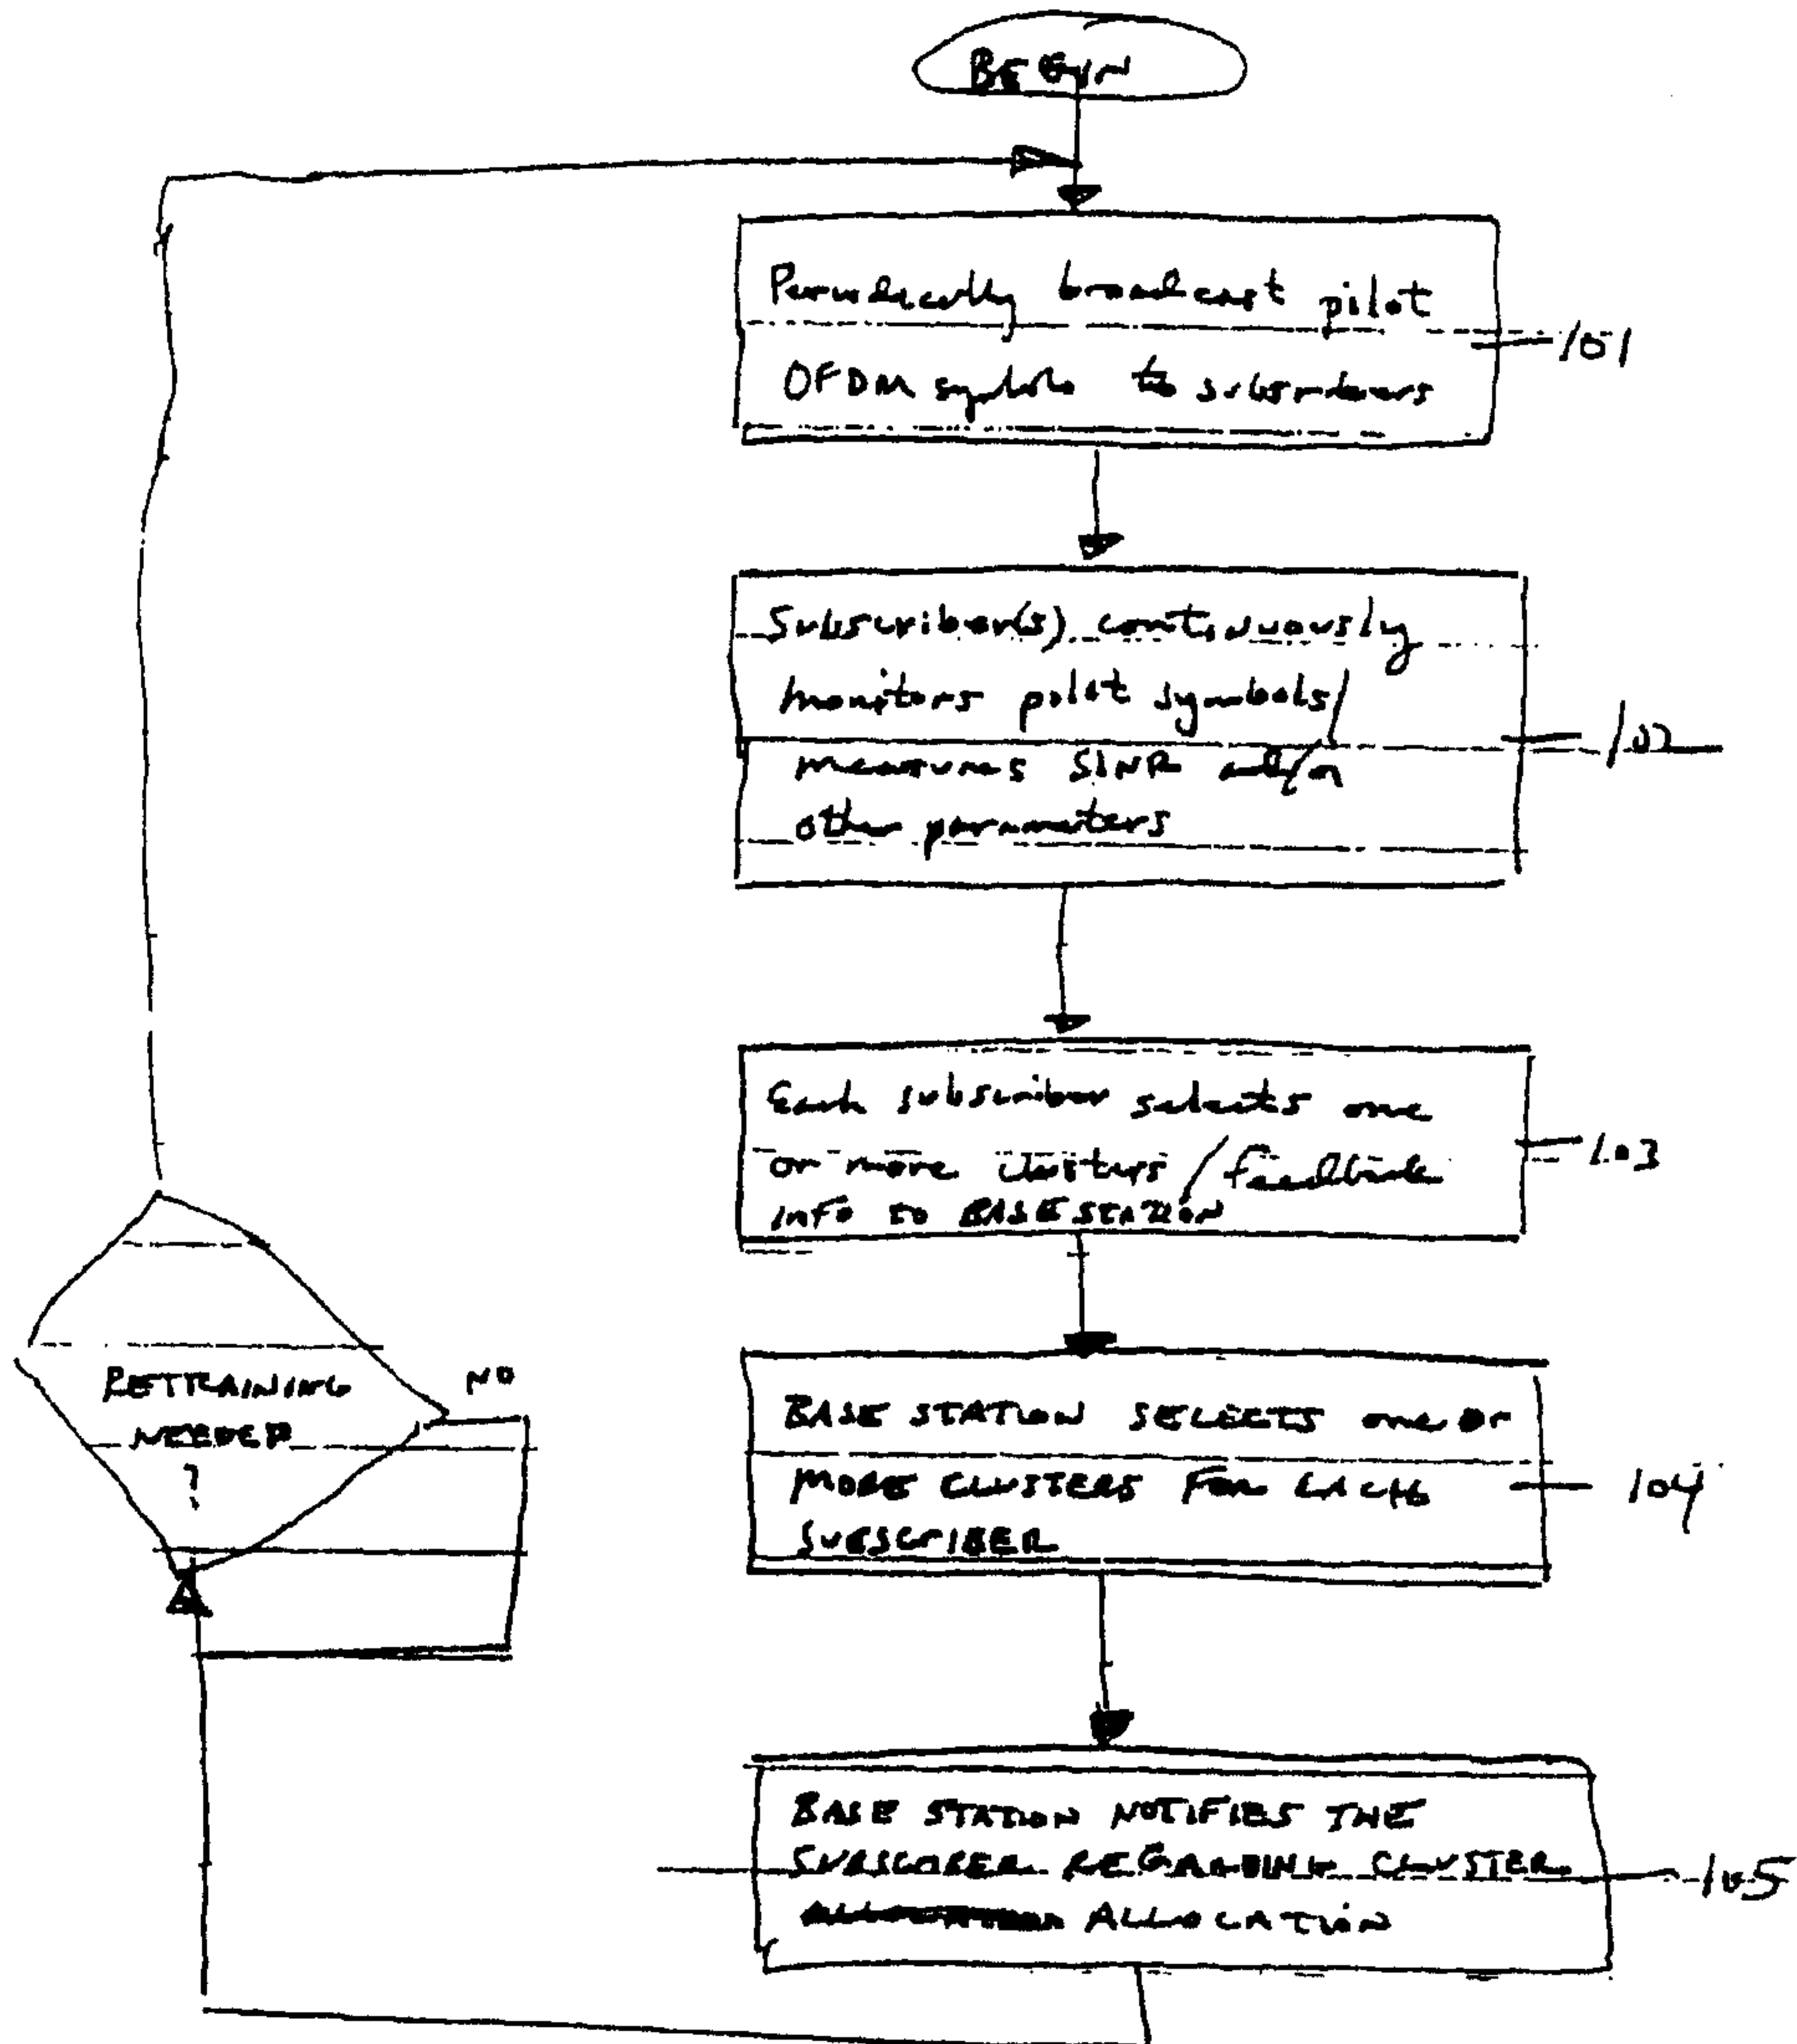 BEGIN
Periodically broadcast pilot
OFDM symbols to subscribers
101
Subscriber(s) continuously
monitors pilot symbols/
measures SINR and/or
other parameters
102
Each subscriber selects one
or more clusters/feedback
info to BASE STATION
103
BASE STATION SELECTS one or
MORE CLUSTERS FOR EACH
SUBSCRIBER
104
BASE STATION NOTIFIES THE
SUBSCRIBER REGARDING CLUSTER
ALLOCATION
105
RETRAINING
NEEDED
?
NO